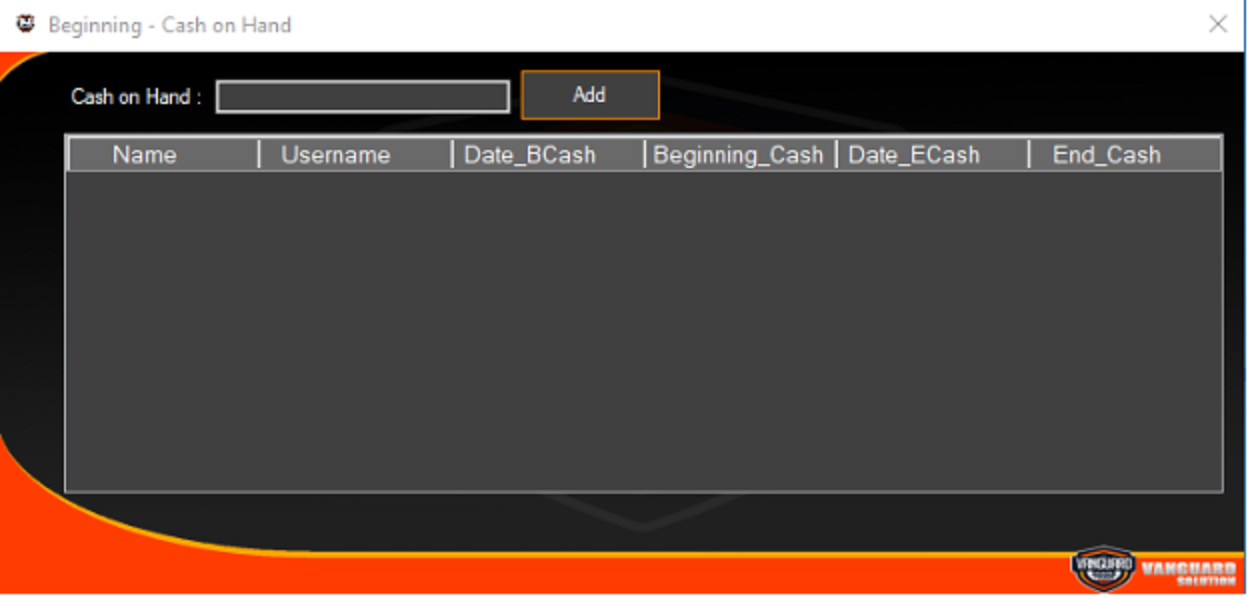 Beginning - Cash on Hand
Cash on Hand :
Add
Name Username Date_BCash Beginning_Cash Date_ECash End_Cash
VANGUARD
VANGUARD
SOLUTION